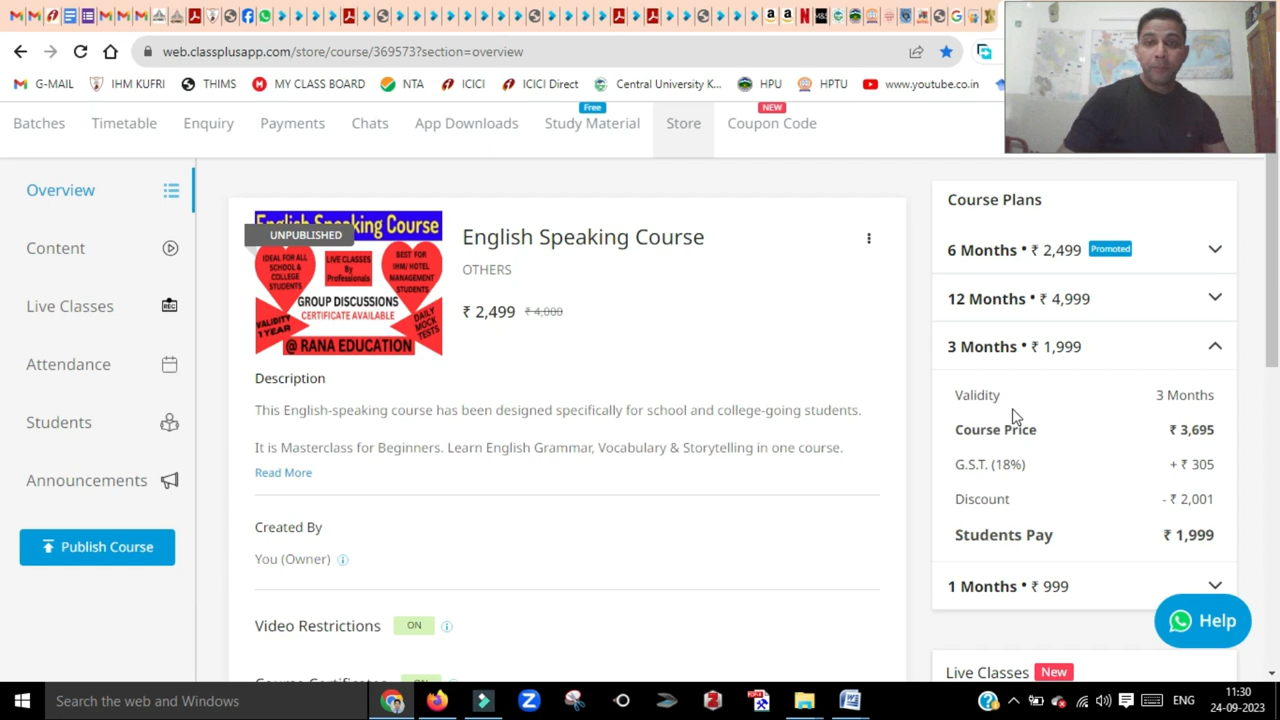 web.classplusapp.com/store/course/369573?section=overview
G-MAIL IHM KUFRI THIMS MY CLASS BOARD NTA ICICI ICICI Direct Central University K... HPU HPTU www.youtube.co.in
Free NEW
Batches Timetable Enquiry Payments Chats App Downloads Study Material Store Coupon Code
Overview
Content
Live Classes
REC
Attendance
Students
Announcements
Publish Course
English Speaking Course
UNPUBLISHED
IDEAL FOR ALL
SCHOOL &
COLLEGE
STUDENTS
LIVE CLASSES
By
Professionals
BEST FOR
IHM/ HOTEL
MANAGEMENT
STUDENTS
GROUP DISCUSSIONS
CERTIFICATE AVAILABLE
VALIDITY
1 YEAR
DAILY
MOCK
TESTS
@ RANA EDUCATION
English Speaking Course
OTHERS
₹ 2,499 ₹ 4,000
Description
This English-speaking course has been designed specifically for school and college-going students.
It is Masterclass for Beginners. Learn English Grammar, Vocabulary & Storytelling in one course.
Read More
Created By
You (Owner)
Video Restrictions ON
Course Plans
6 Months • ₹ 2,499 Promoted
12 Months • ₹ 4,999
3 Months • ₹ 1,999
Validity 3 Months
Course Price ₹ 3,695
G.S.T. (18%) + ₹ 305
Discount - ₹ 2,001
Students Pay ₹ 1,999
1 Months • ₹ 999
Help
Live Classes New
Type here to search
ENG
11:30
24-09-2023